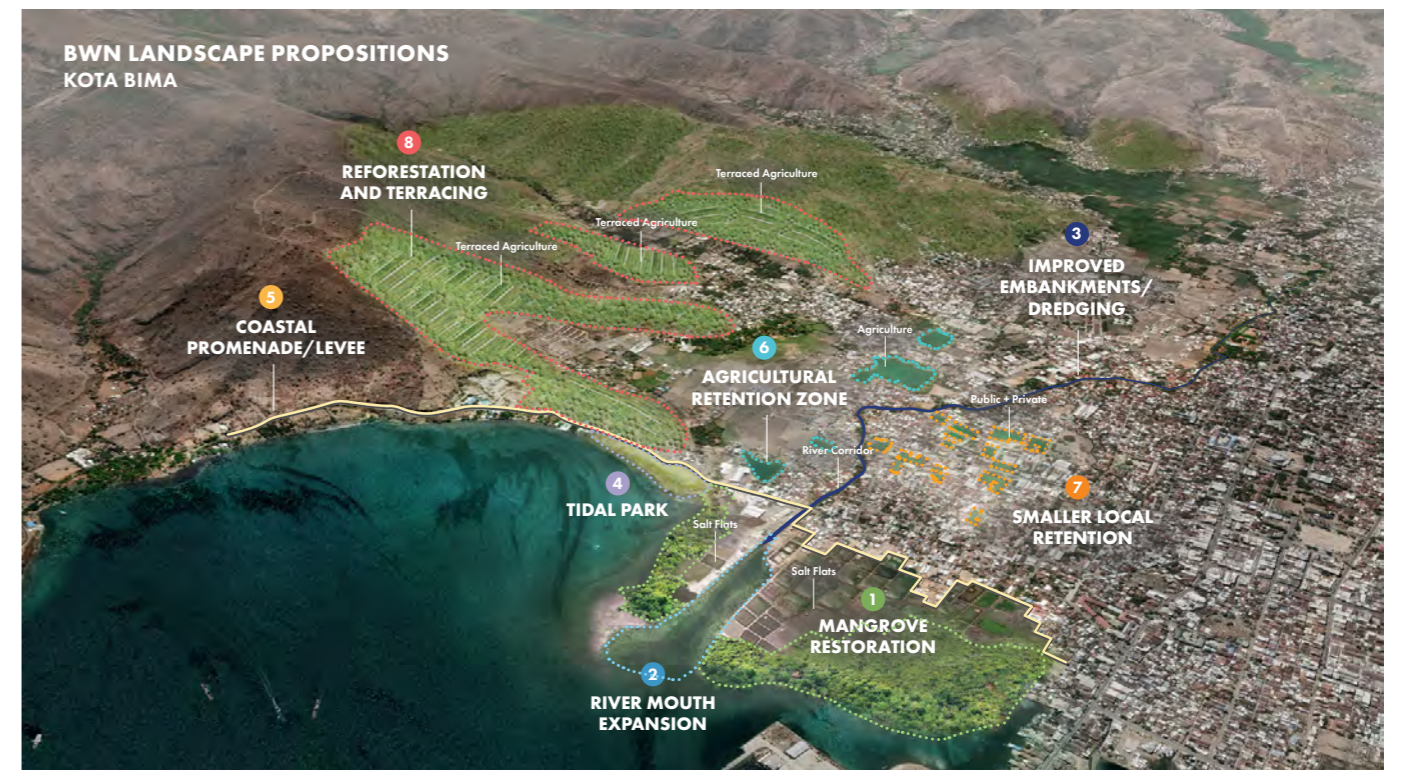 BWN LANDSCAPE PROPOSITIONS
KOTA BIMA
8
REFORESTATION
AND TERRACING
Terraced Agriculture
Terraced Agriculture
Terraced Agriculture
3
IMPROVED
EMBANKMENTS/
DREDGING
5
COASTAL
PROMENADE/LEVEE
6
AGRICULTURAL
RETENTION ZONE
Agriculture
Public + Private
River Corridor
4
TIDAL PARK
7
SMALLER LOCAL
RETENTION
Salt Flats
Salt Flats
1
MANGROVE
RESTORATION
2
RIVER MOUTH
EXPANSION